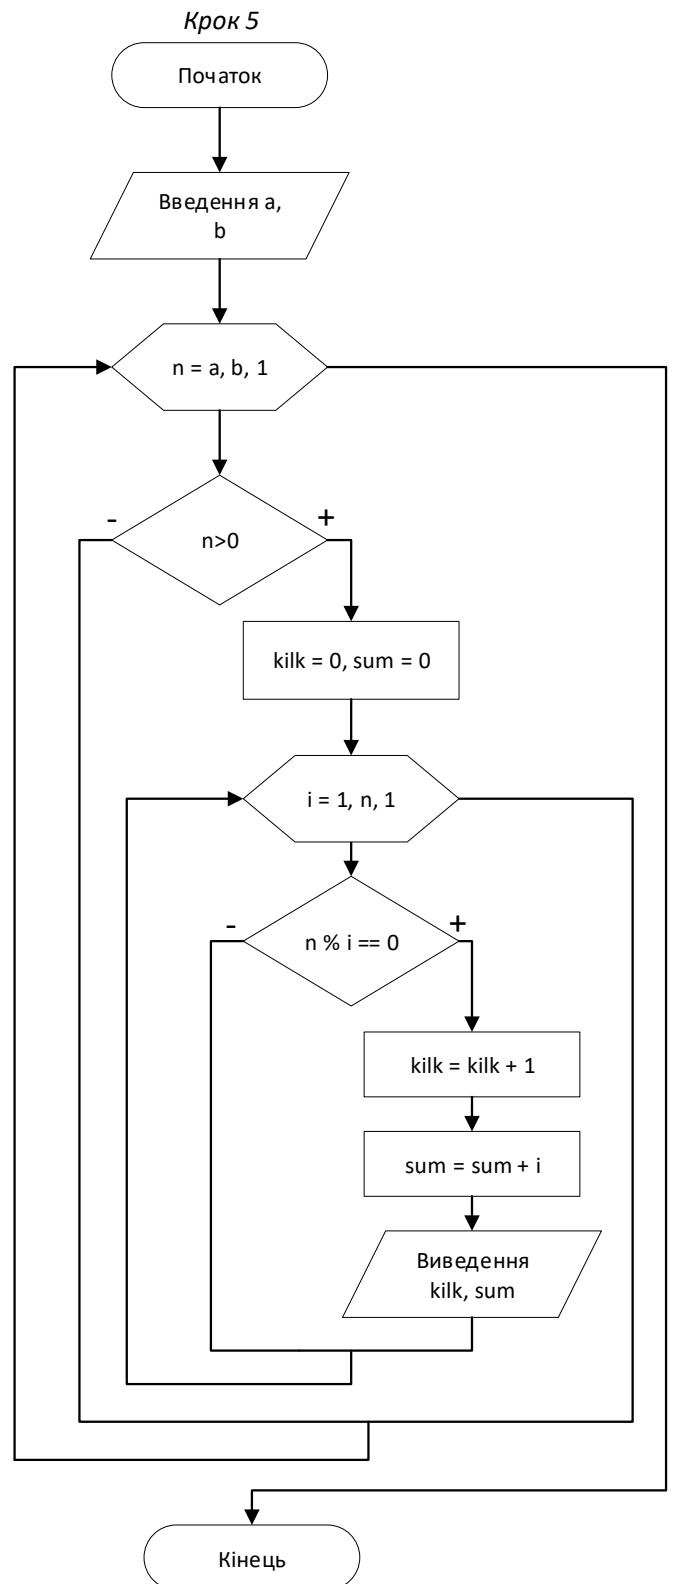 Крок 5
Початок
Введення a,
b
n = a, b, 1
-
+
n>0
kilk = 0, sum = 0
i = 1, n, 1
-
+
n % i == 0
kilk = kilk + 1
sum = sum + i
Виведення
kilk, sum
Кінець